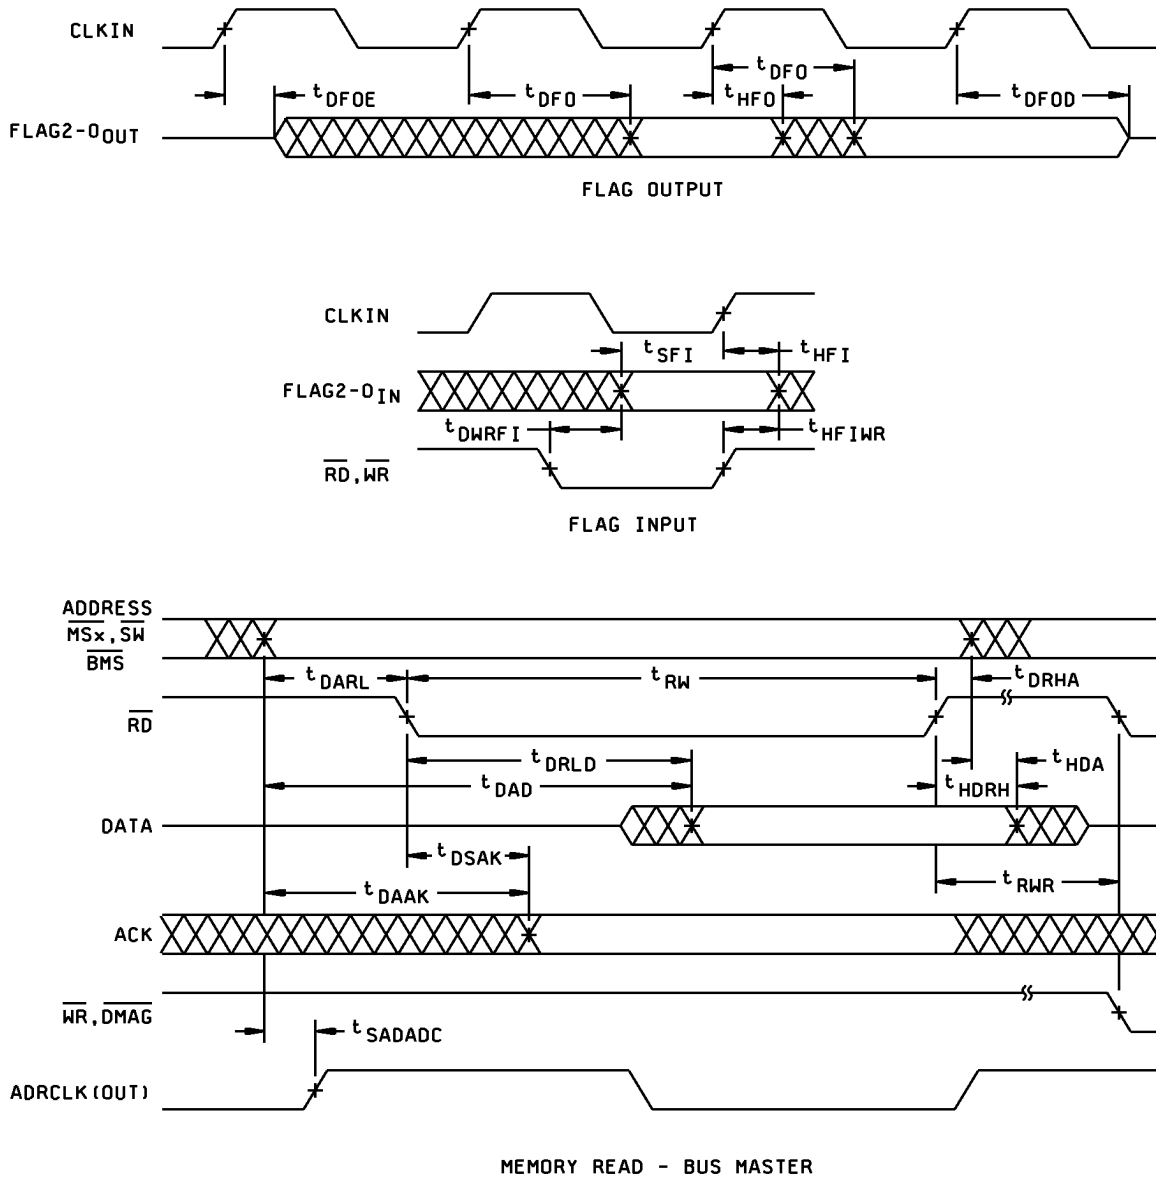 CLKIN
tDFO
tDFOE tDFO tHFO tDFOD
FLAG2-0OUT
FLAG OUTPUT
CLKIN
tSFI tHFI
FLAG2-0IN
tDWRFI tHFIWR
RD,WR
FLAG INPUT
ADDRESS
MSx,SW
BMS
tDARL tRW tDRHA
RD
tDRLD tHDA
tDAD tHDRH
DATA
tDSAK
tDAAK tRWR
ACK
WR,DMAG
tSADADC
ADRCLK(OUT)
MEMORY READ - BUS MASTER